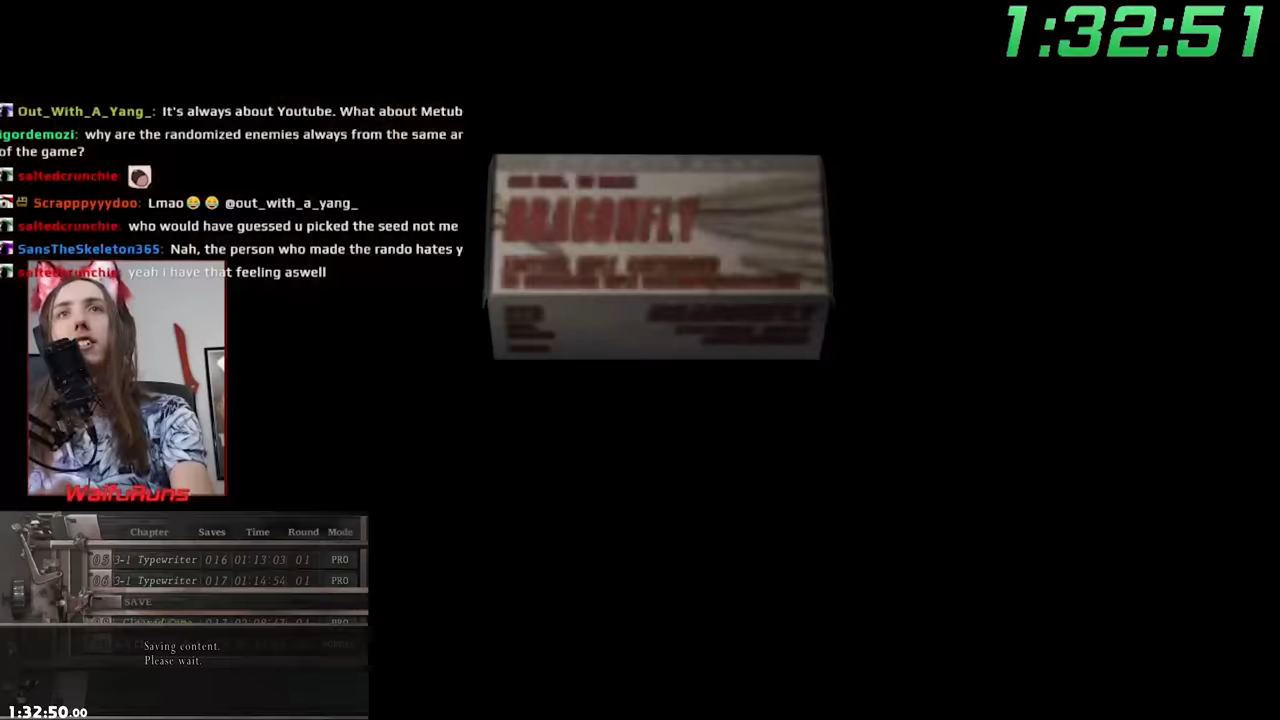 1:32:51
Out_With_A_Yang_: It's always about Youtube. What about Metub
igordemozi: why are the randomized enemies always from the same ar
of the game?
saltedcrunchie
Scrapppyyydoo: Lmao😂😂 @out_with_a_yang_
saltedcrunchie: who would have guessed u picked the seed not me
SansTheSkeleton365: Nah, the person who made the rando hates y
saltedcrunchie: yeah i have that feeling aswell
DRAGONFLY
DRAGONFLY
WaifuRuns
Chapter Saves Time Round Mode
05 3-1 Typewriter 016 01:13:03 01 PRO
06 3-1 Typewriter 017 01:14:54 01 PRO
SAVE
Saving content.
Please wait.
1:32:50.00